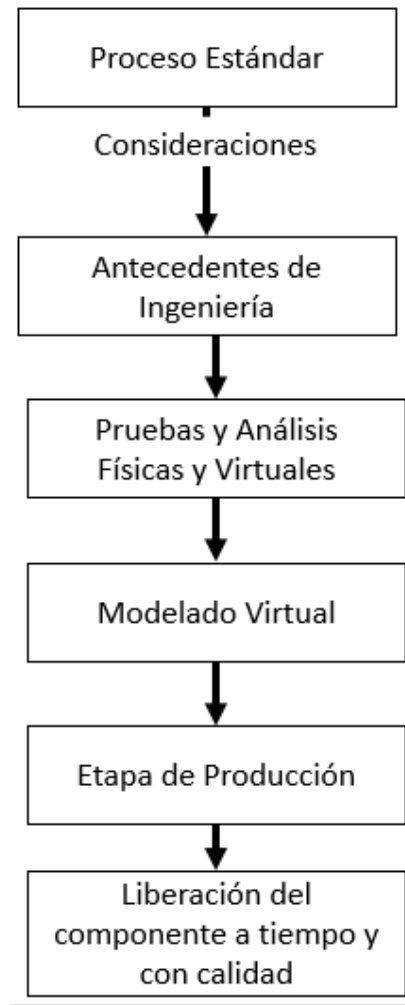 Proceso Estándar
Consideraciones
Antecedentes de
Ingeniería
Pruebas y Análisis
Físicas y Virtuales
Modelado Virtual
Etapa de Producción
Liberación del
componente a tiempo y
con calidad